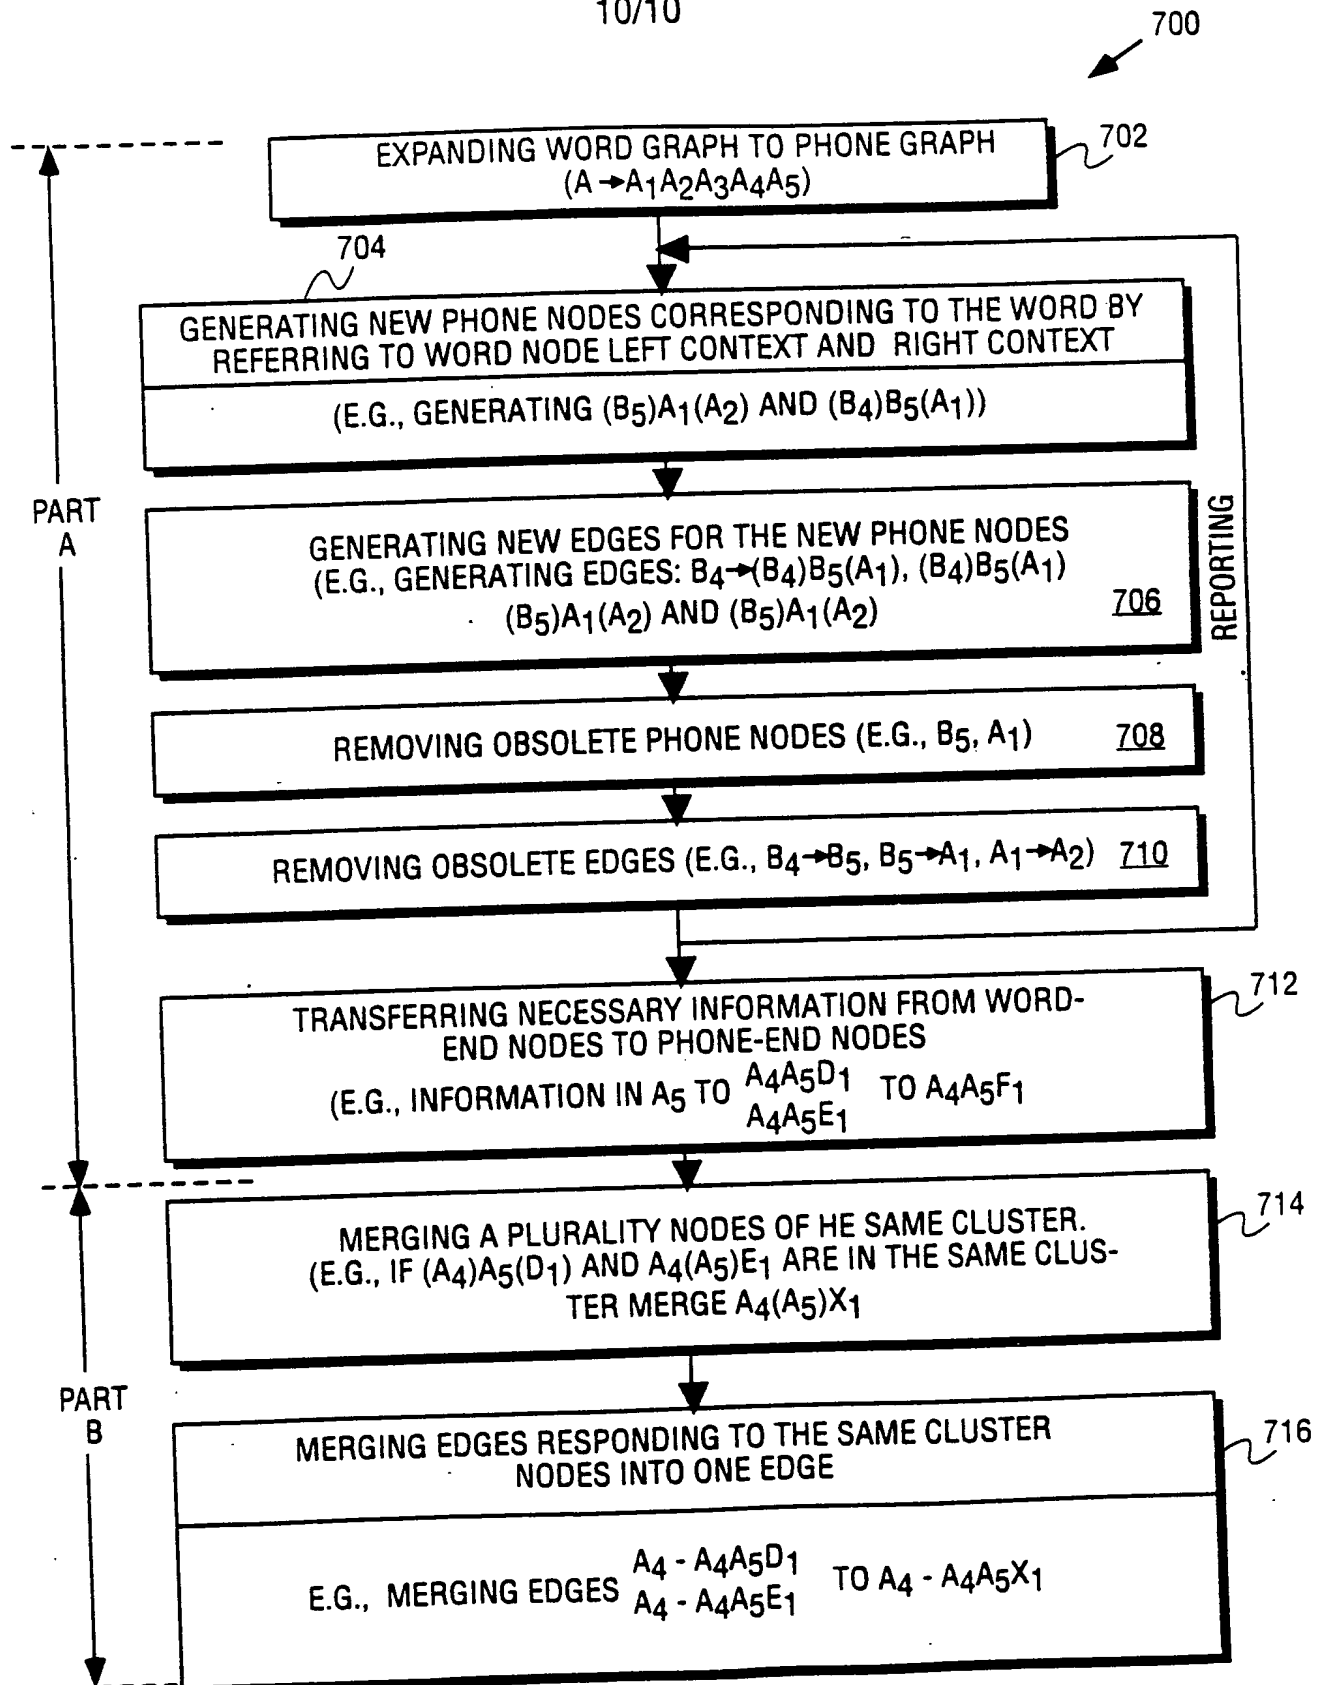 10/10
700
EXPANDING WORD GRAPH TO PHONE GRAPH
(A→A1A2A3A4A5)
702
704
GENERATING NEW PHONE NODES CORRESPONDING TO THE WORD BY
REFERRING TO WORD NODE LEFT CONTEXT AND RIGHT CONTEXT
(E.G., GENERATING (B5)A1(A2) AND (B4)B5(A1))
PART
A
GENERATING NEW EDGES FOR THE NEW PHONE NODES
(E.G., GENERATING EDGES: B4→(B4)B5(A1), (B4)B5(A1)
(B5)A1(A2) AND (B5)A1(A2)
706
REPORTING
REMOVING OBSOLETE PHONE NODES (E.G., B5, A1)
708
REMOVING OBSOLETE EDGES (E.G., B4→B5, B5→A1, A1→A2)
710
712
TRANSFERRING NECESSARY INFORMATION FROM WORD-
END NODES TO PHONE-END NODES
(E.G., INFORMATION IN A5 TO A4A5D1 TO A4A5F1
A4A5E1
714
MERGING A PLURALITY NODES OF HE SAME CLUSTER.
(E.G., IF (A4)A5(D1) AND A4(A5)E1 ARE IN THE SAME CLUS-
TER MERGE A4(A5)X1
PART
B
716
MERGING EDGES RESPONDING TO THE SAME CLUSTER
NODES INTO ONE EDGE
E.G., MERGING EDGES A4 - A4A5D1 TO A4 - A4A5X1
A4 - A4A5E1